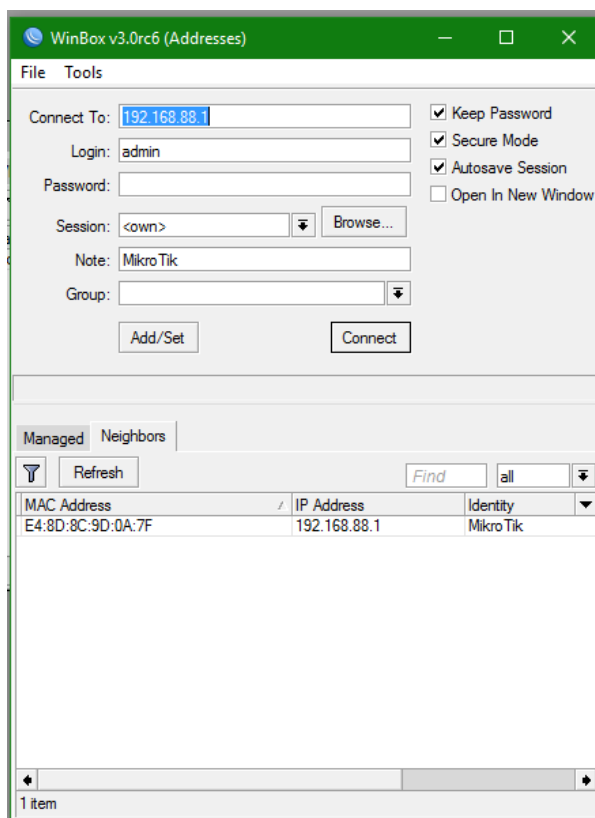 WinBox v3.0rc6 (Addresses)
File Tools
Connect To: 192.168.88.1
Keep Password
Login: admin
Secure Mode
Password:
Autosave Session
Open In New Window
Session: <own> Browse...
Note: MikroTik
Group:
Add/Set Connect
Managed Neighbors
Refresh Find all
MAC Address IP Address Identity
E4:8D:8C:9D:0A:7F 192.168.88.1 MikroTik
1 item